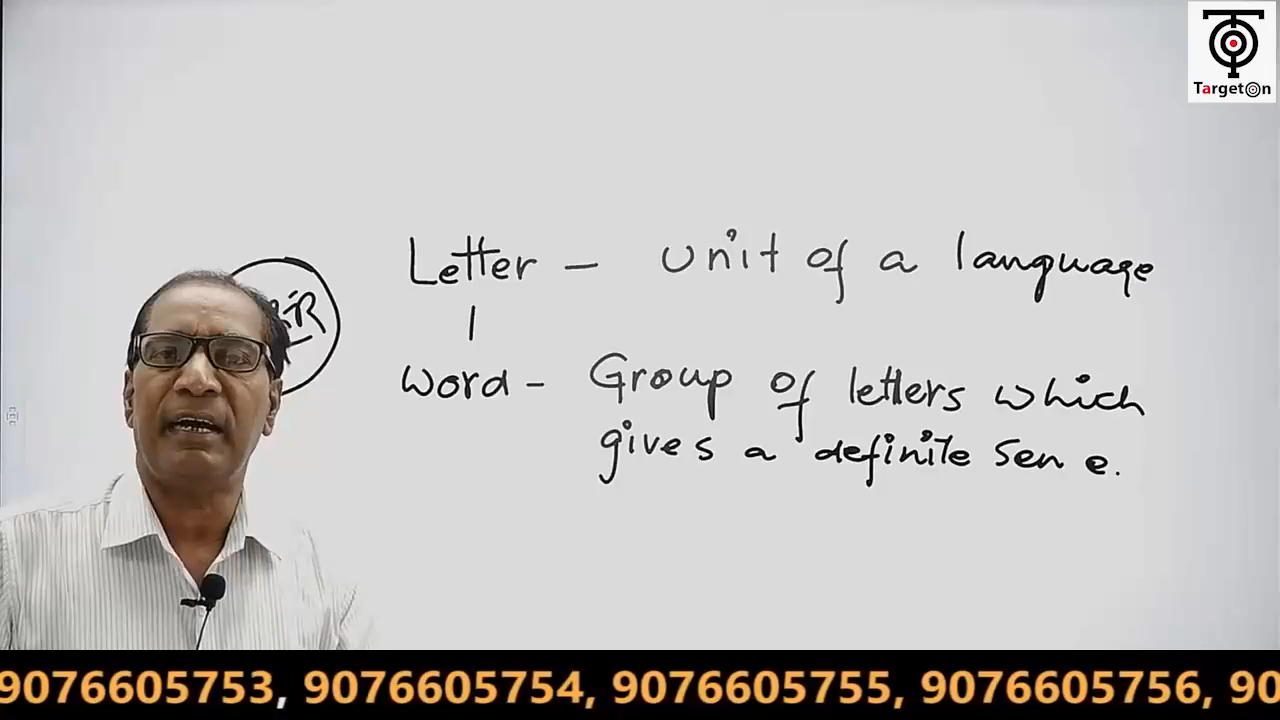 TargetOn
Letter - unit of a language
word - Group of letters which
gives a definite sen e.
9076605753, 9076605754, 9076605755, 9076605756, 90